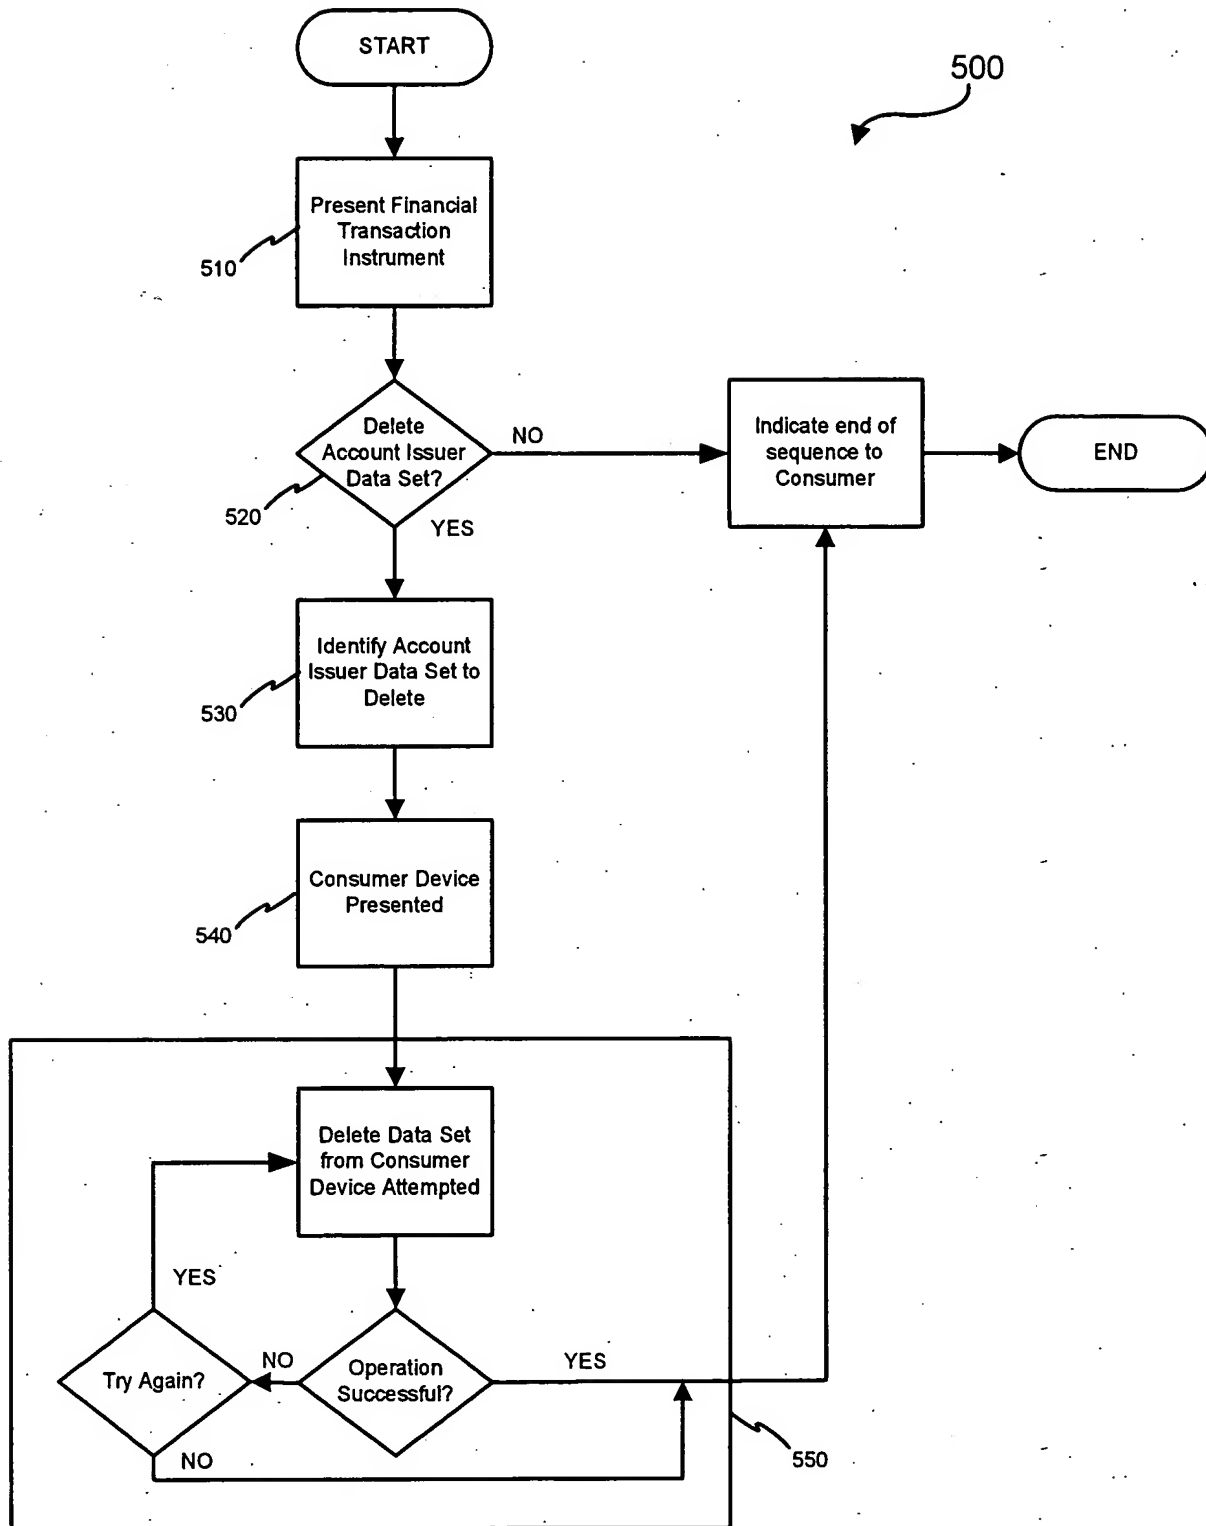 START
500
Present Financial
Transaction
Instrument
510
Delete
Account Issuer
Data Set?
NO
Indicate end of
sequence to
Consumer
END
520
YES
Identify Account
Issuer Data Set to
Delete
530
Consumer Device
Presented
540
Delete Data Set
from Consumer
Device Attempted
YES
Try Again?
NO
Operation
Successful?
YES
NO
550